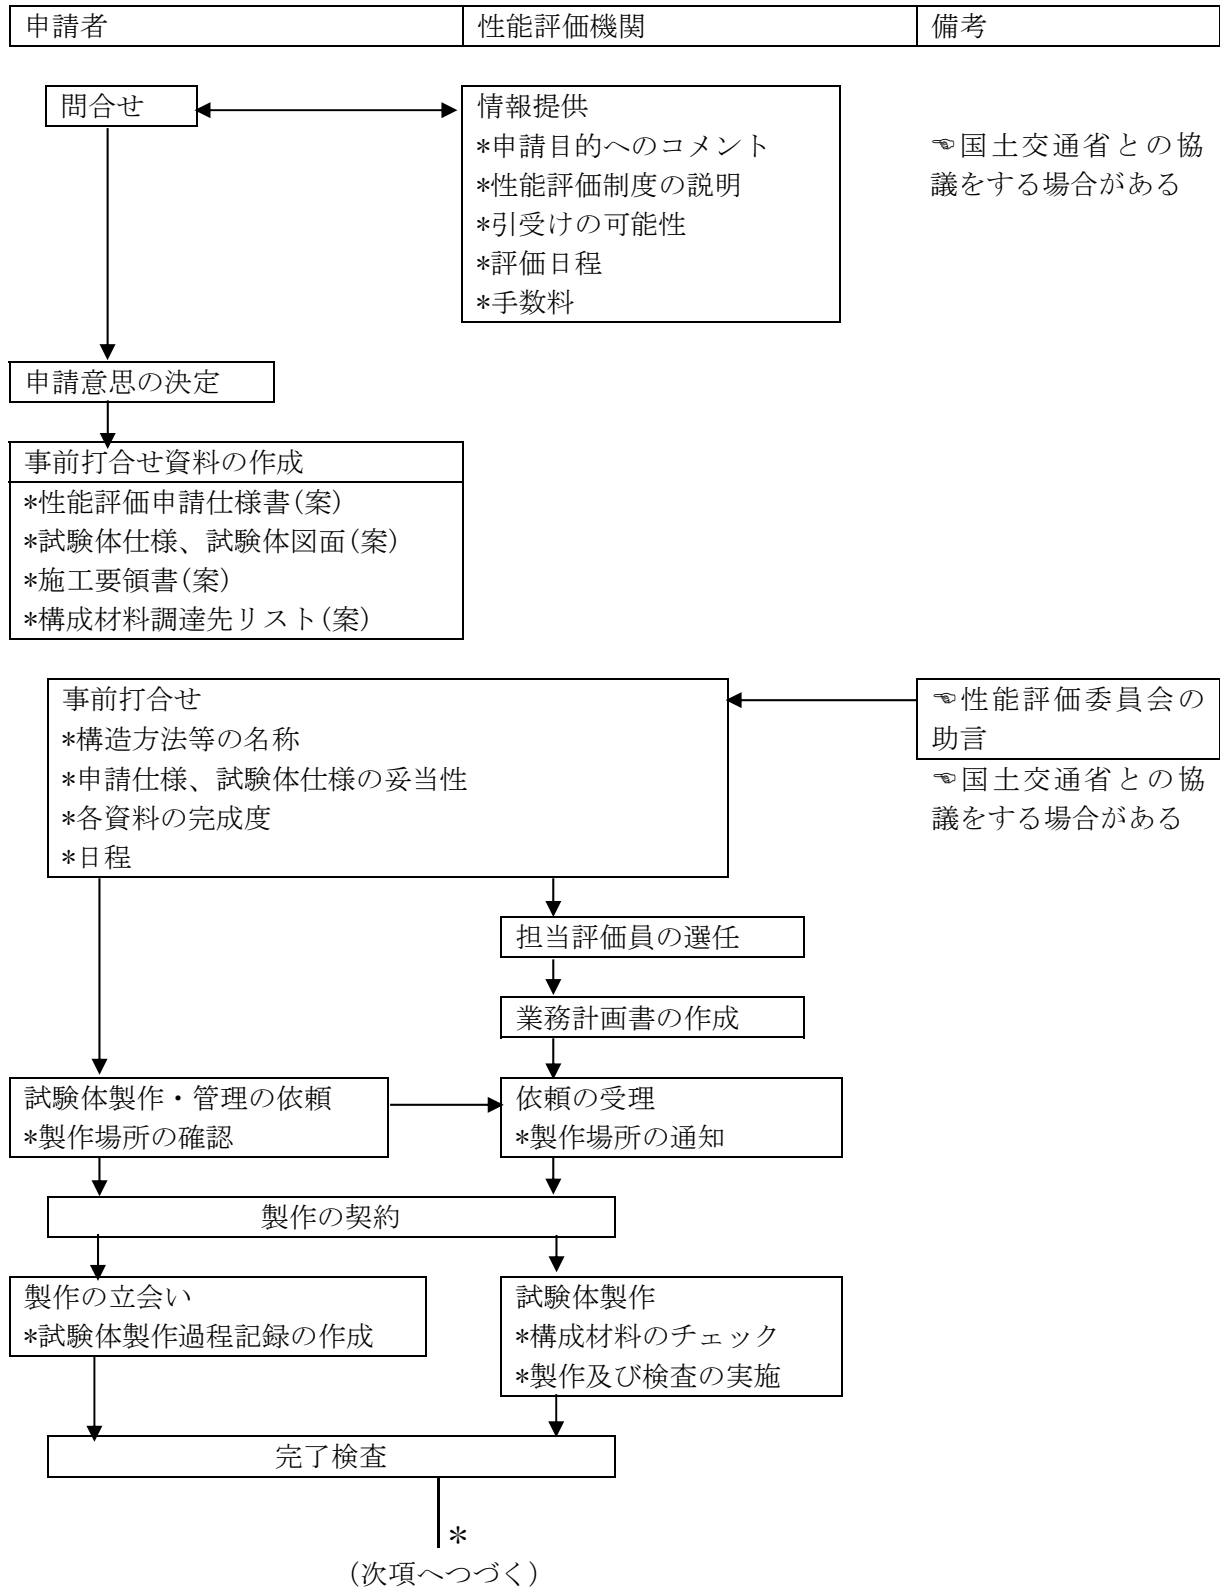 申請者
性能評価機関
備考
問合せ
情報提供
*申請目的へのコメント
*性能評価制度の説明
*引受けの可能性
*評価日程
*手数料
☜国土交通省との協
議をする場合がある
申請意思の決定
事前打合せ資料の作成
*性能評価申請仕様書(案)
*試験体仕様、試験体図面(案)
*施工要領書(案)
*構成材料調達先リスト(案)
事前打合せ
*構造方法等の名称
*申請仕様、試験体仕様の妥当性
*各資料の完成度
*日程
☜性能評価委員会の
助言
☜国土交通省との協
議をする場合がある
担当評価員の選任
業務計画書の作成
試験体製作・管理の依頼
*製作場所の確認
依頼の受理
*製作場所の通知
製作の契約
製作の立会い
*試験体製作過程記録の作成
試験体製作
*構成材料のチェック
*製作及び検査の実施
完了検査
*
(次項へつづく)